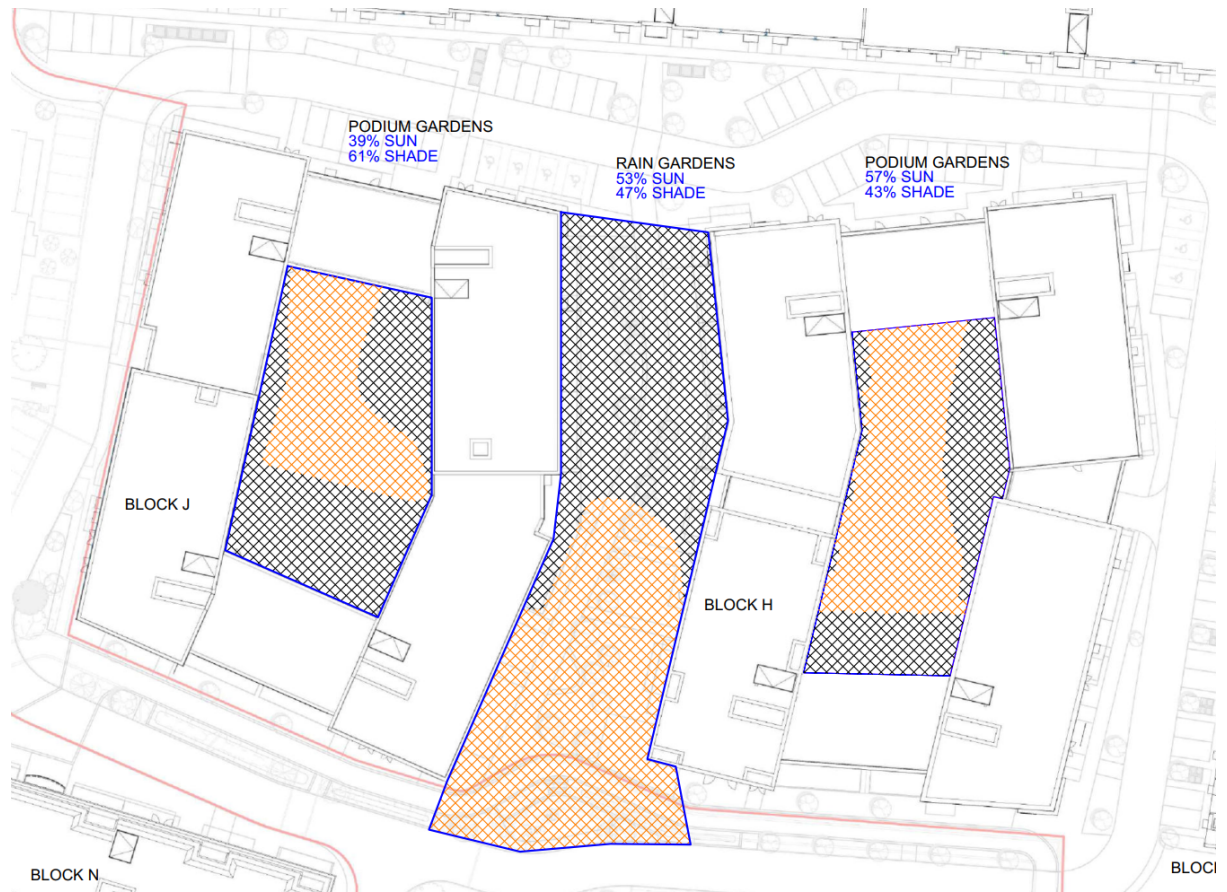 PODIUM GARDENS
39% SUN
61% SHADE
RAIN GARDENS
53% SUN
47% SHADE
PODIUM GARDENS
57% SUN
43% SHADE
BLOCK J
BLOCK H
BLOCK N
BLOC